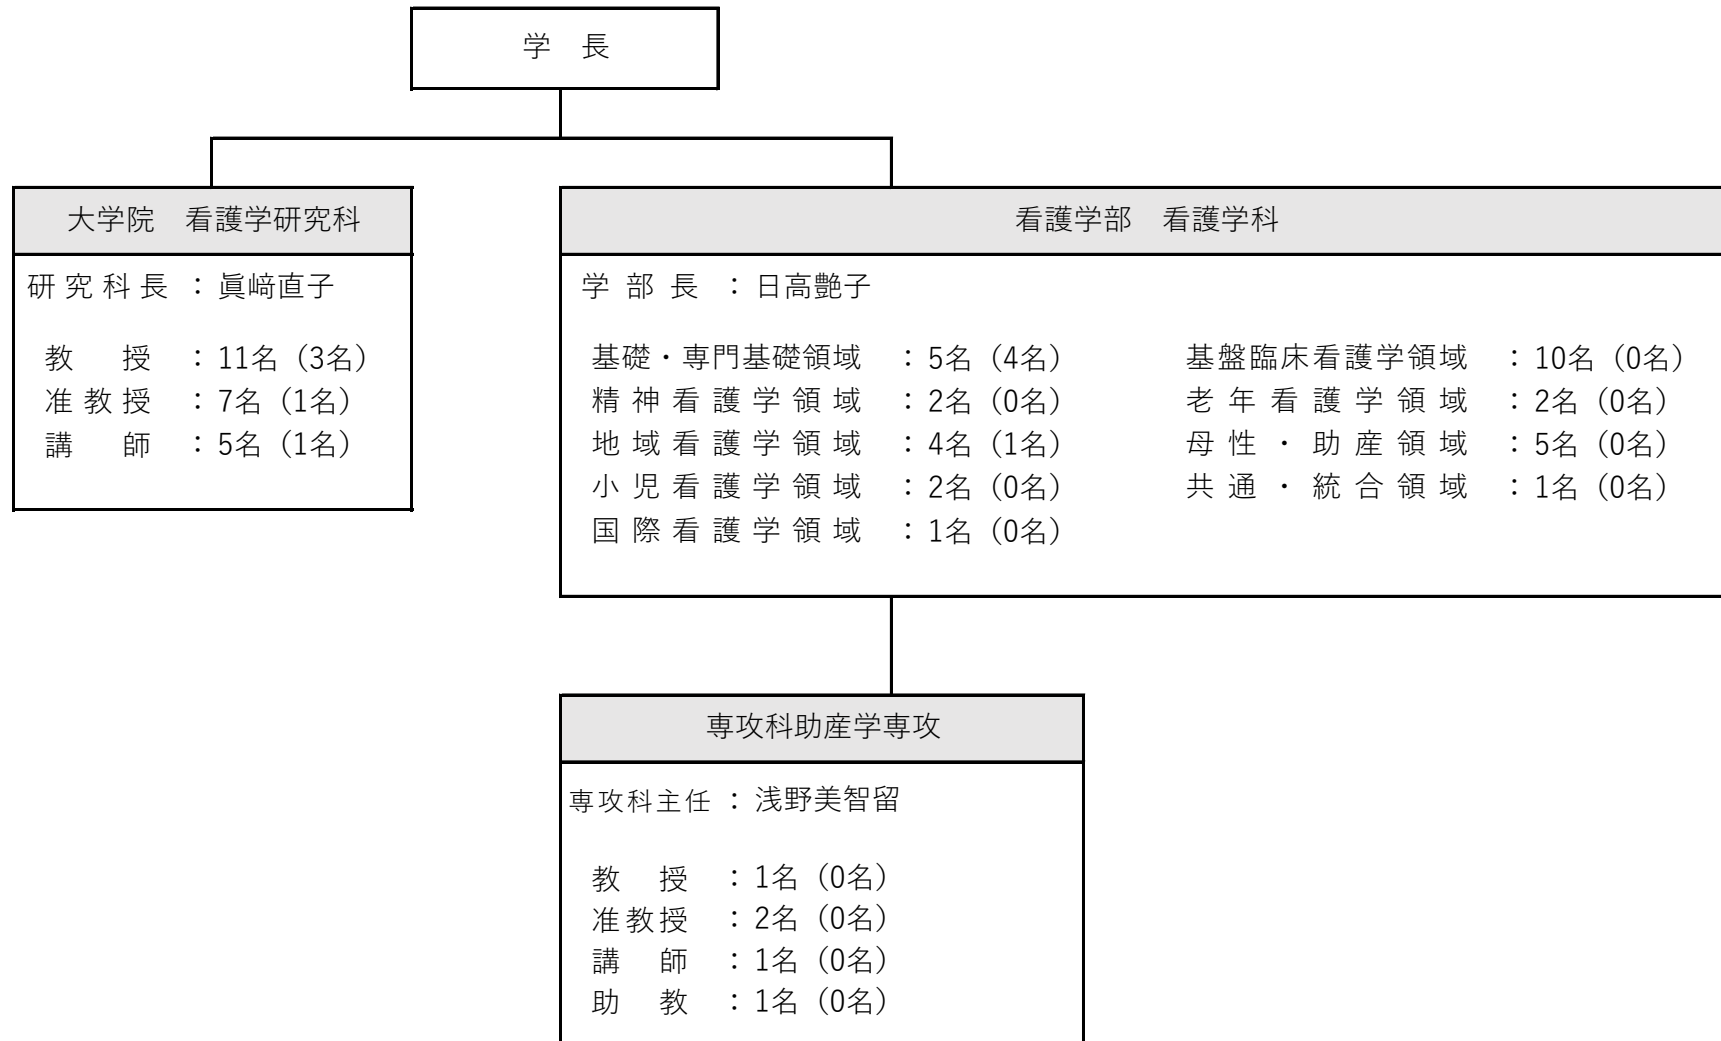 学　長
大学院　看護学研究科
研究科長 ：眞﨑直子
教　授 ：11名（3名）
准教授 ：7名（1名）
講　師 ：5名（1名）
看護学部　看護学科
学部長 ：日高艶子
基礎・専門基礎領域 ：5名（4名）
精神看護学領域 ：2名（0名）
地域看護学領域 ：4名（1名）
小児看護学領域 ：2名（0名）
国際看護学領域 ：1名（0名）
基盤臨床看護学領域 ：10名（0名）
老年看護学領域 ：2名（0名）
母性・助産領域 ：5名（0名）
共通・統合領域 ：1名（0名）
専攻科助産学専攻
専攻科主任 ：浅野美智留
教　授 ：1名（0名）
准教授 ：2名（0名）
講　師 ：1名（0名）
助　教 ：1名（0名）